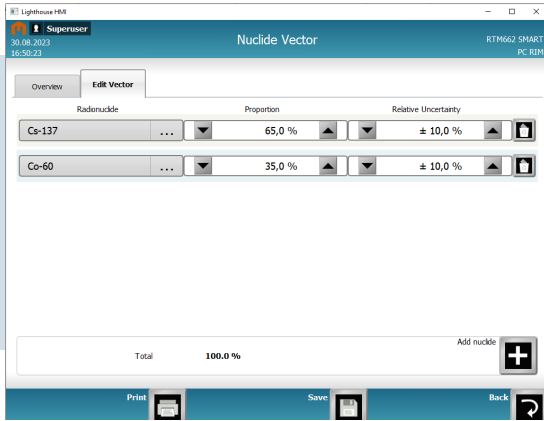 Lighthouse HMI
Superuser
30.08.2023
16:50:23
Nuclide Vector
RTM662 SMART
PC RIM
Overview
Edit Vector
Radionuclide
Proportion
Relative Uncertainty
Cs-137 ... 65,0 % ± 10,0 %
Co-60 ... 35,0 % ± 10,0 %
Add nuclide
Total 100.0 %
Print
Save
Back